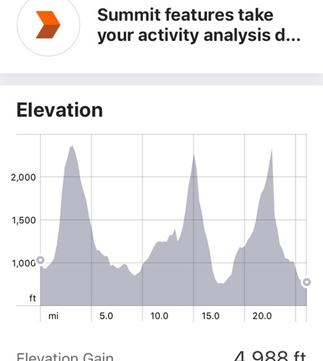 Summit features take
your activity analysis d...
Elevation
2,000
1,500
1,000
ft
mi 5.0 10.0 15.0 20.0
Elevation Gain 4,988 ft